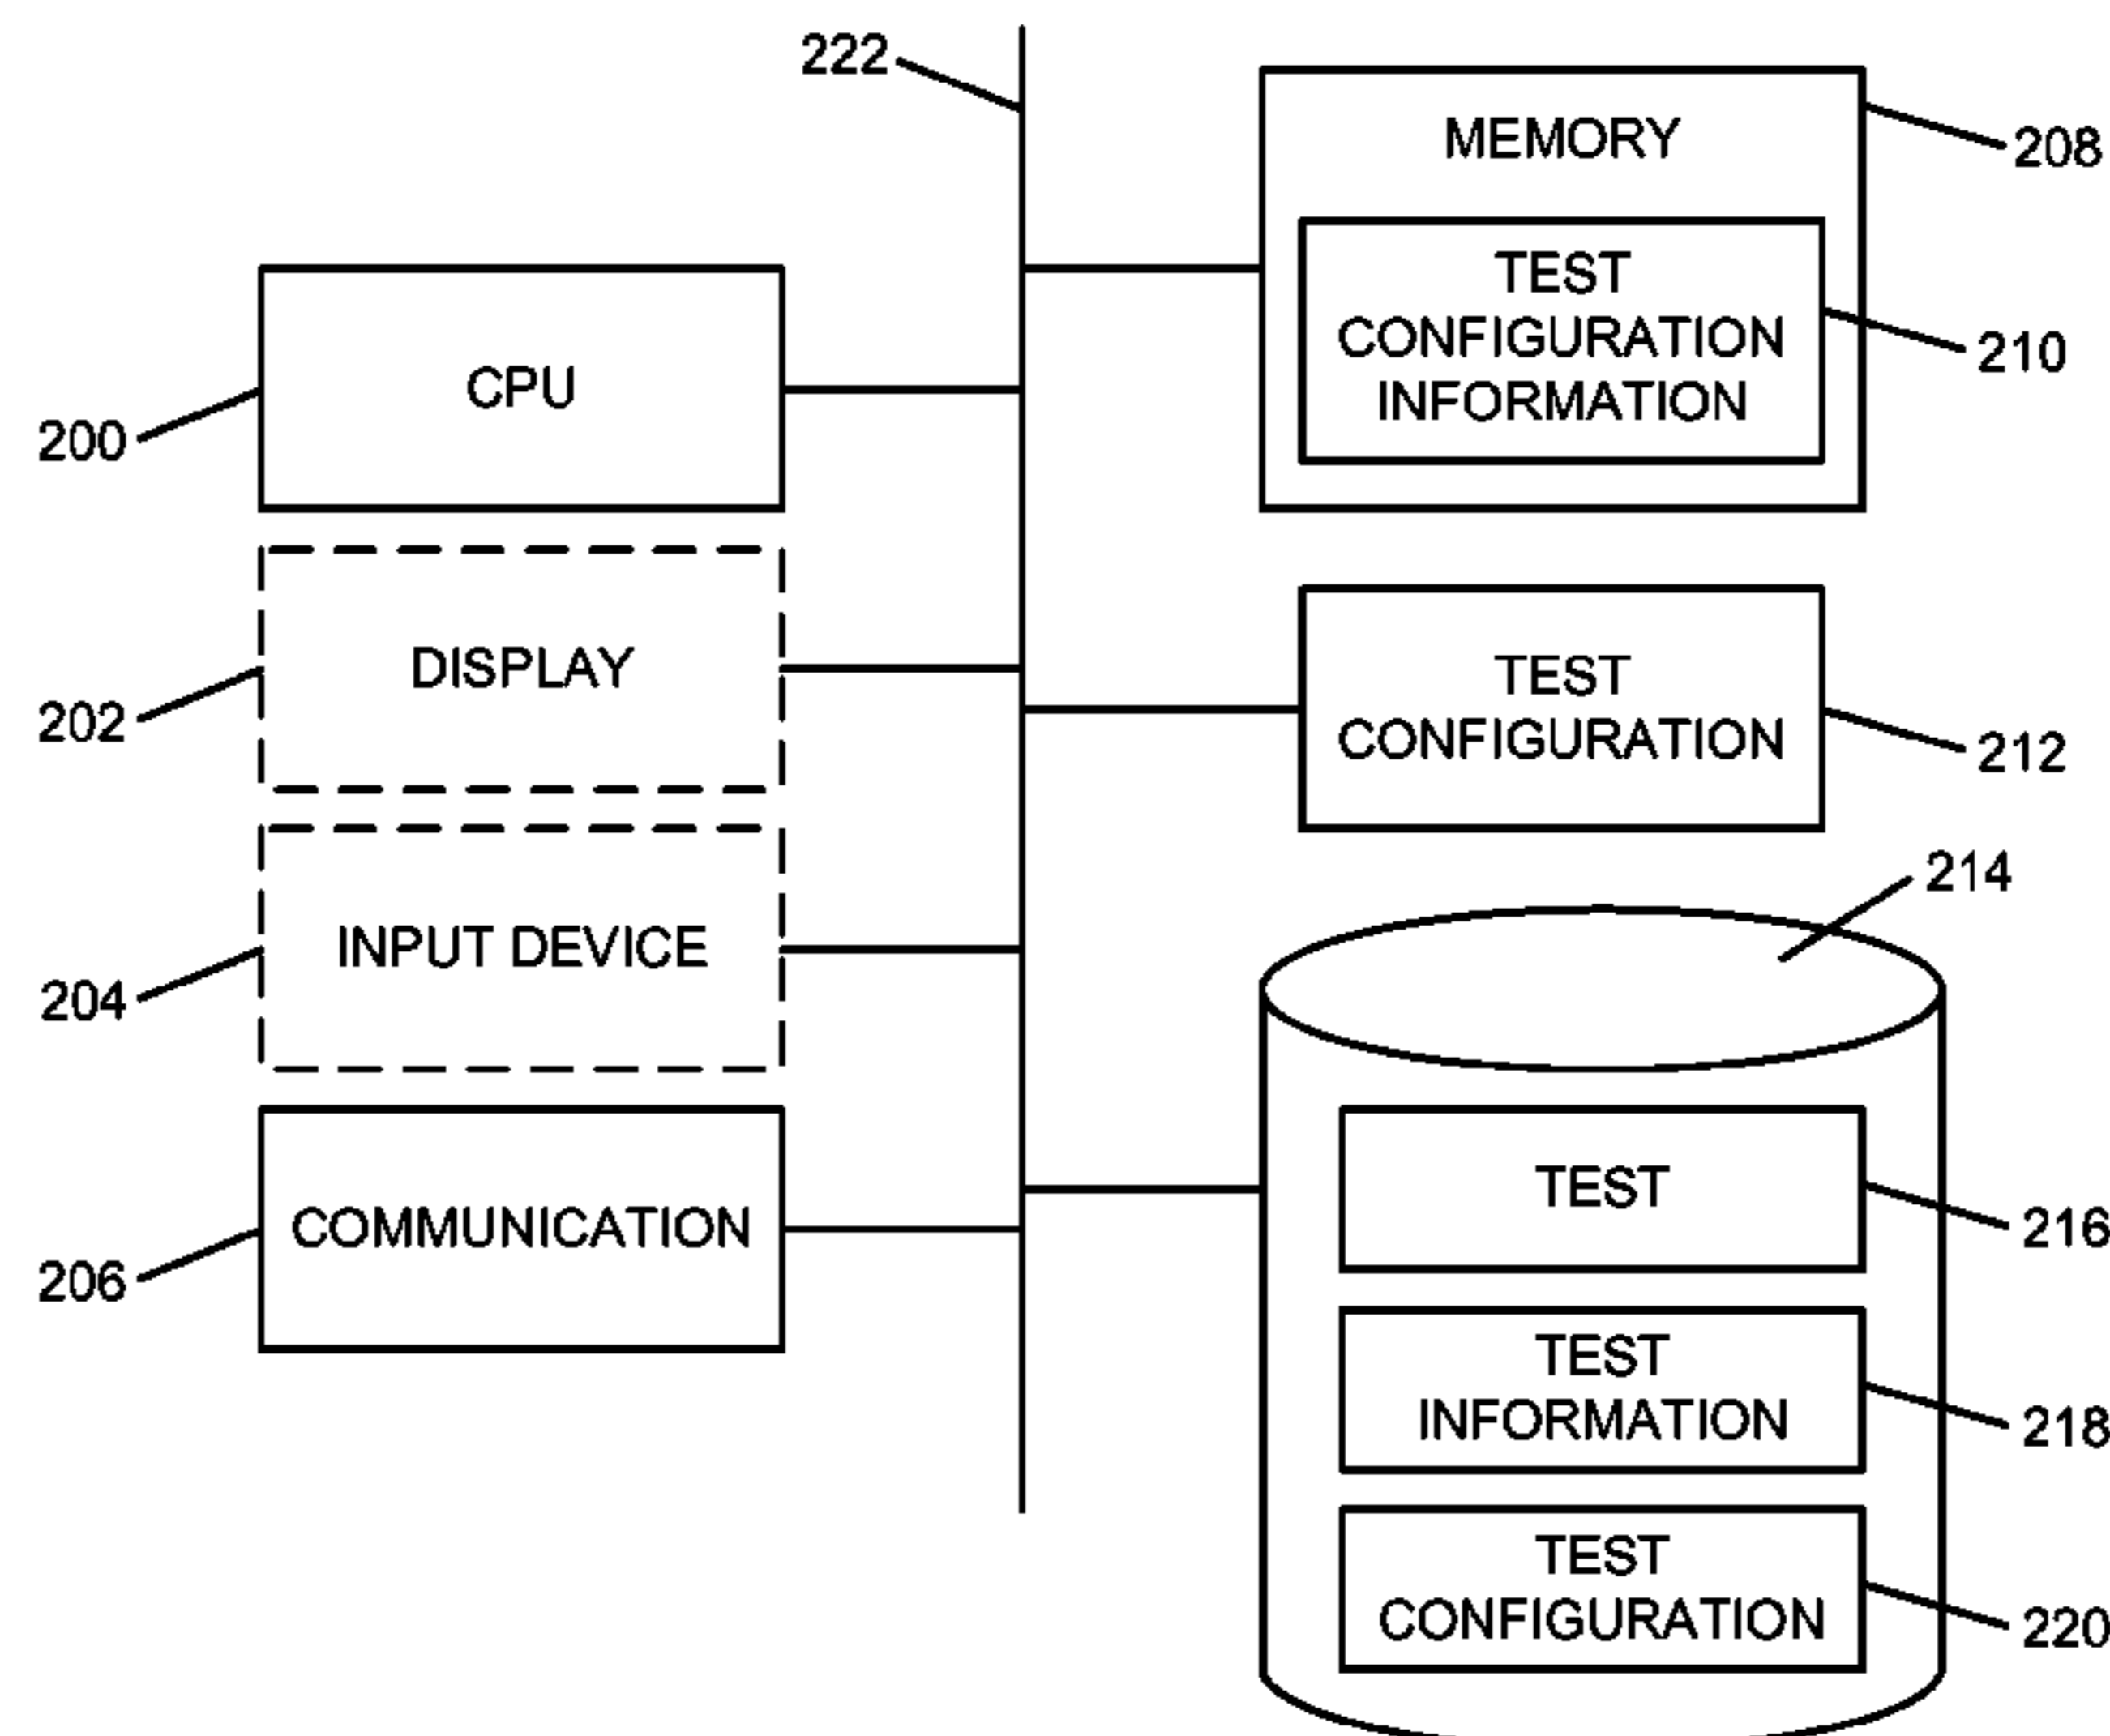 222
MEMORY
208
TEST
CONFIGURATION
INFORMATION
210
CPU
200
DISPLAY
202
TEST
CONFIGURATION
212
INPUT DEVICE
204
214
COMMUNICATION
206
TEST
216
TEST
INFORMATION
218
TEST
CONFIGURATION
220